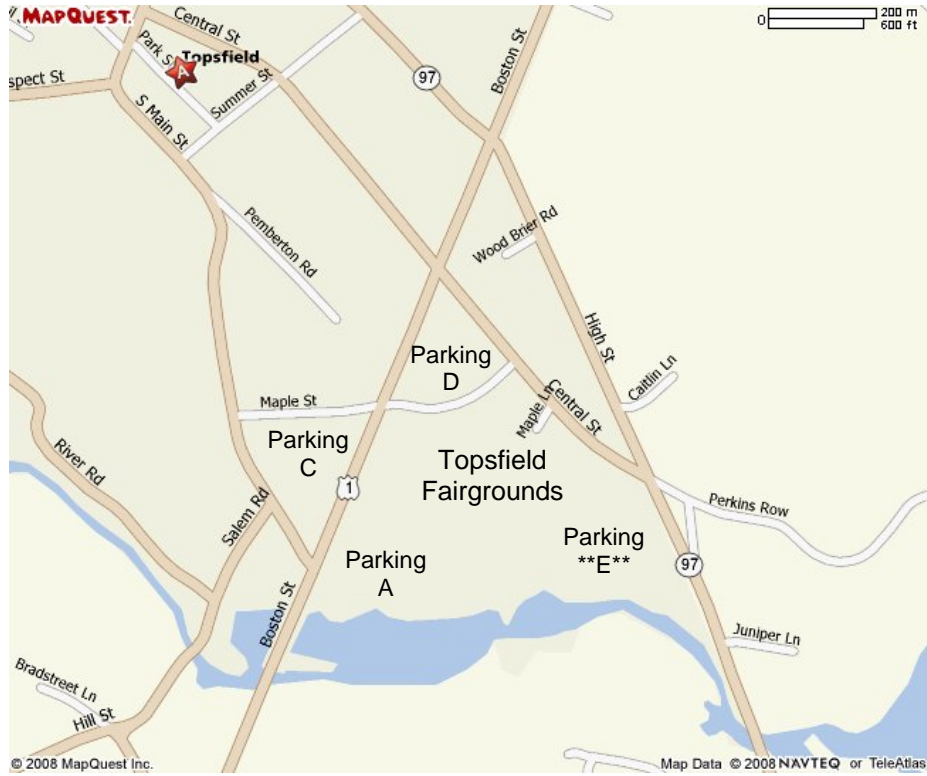 MAPQUEST.
Central St
Boston St
0 200 m
600 ft
Park S
A
Topsfield
97
spect St
Summer St
S Main St
Pemberton Rd
Wood Brier Rd
High St
Parking
D
Caitlin Ln
Maple St
Maple Ln
Central St
Parking
C
Topsfield
Fairgrounds
River Rd
1
Salem Rd
Perkins Row
Parking
**E**
Parking
A
97
Boston St
Juniper Ln
Bradstreet Ln
Hill St
© 2008 MapQuest Inc.
Map Data © 2008 NAVTEQ or TeleAtlas